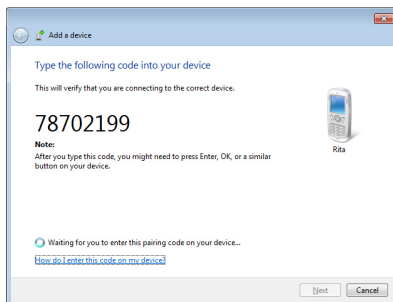 Add a device
Type the following code into your device
This will verify that you are connecting to the correct device.
78702199
Note:
After you type this code, you might need to press Enter, OK, or a similar
button on your device.
Rita
Waiting for you to enter this pairing code on your device...
How do I enter this code on my device?
Next Cancel